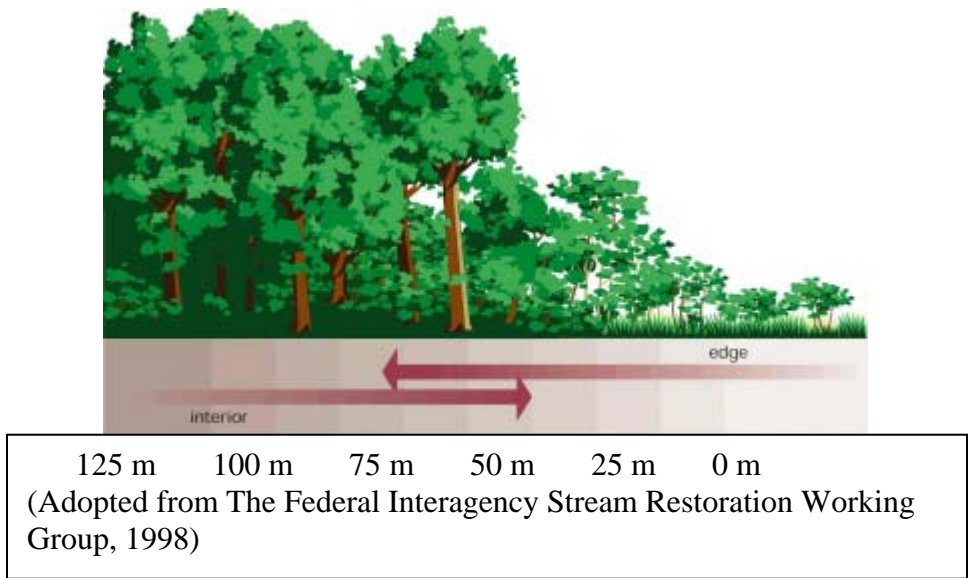 edge
interior
125 m 100 m 75 m 50 m 25 m 0 m
(Adopted from The Federal Interagency Stream Restoration Working
Group, 1998)